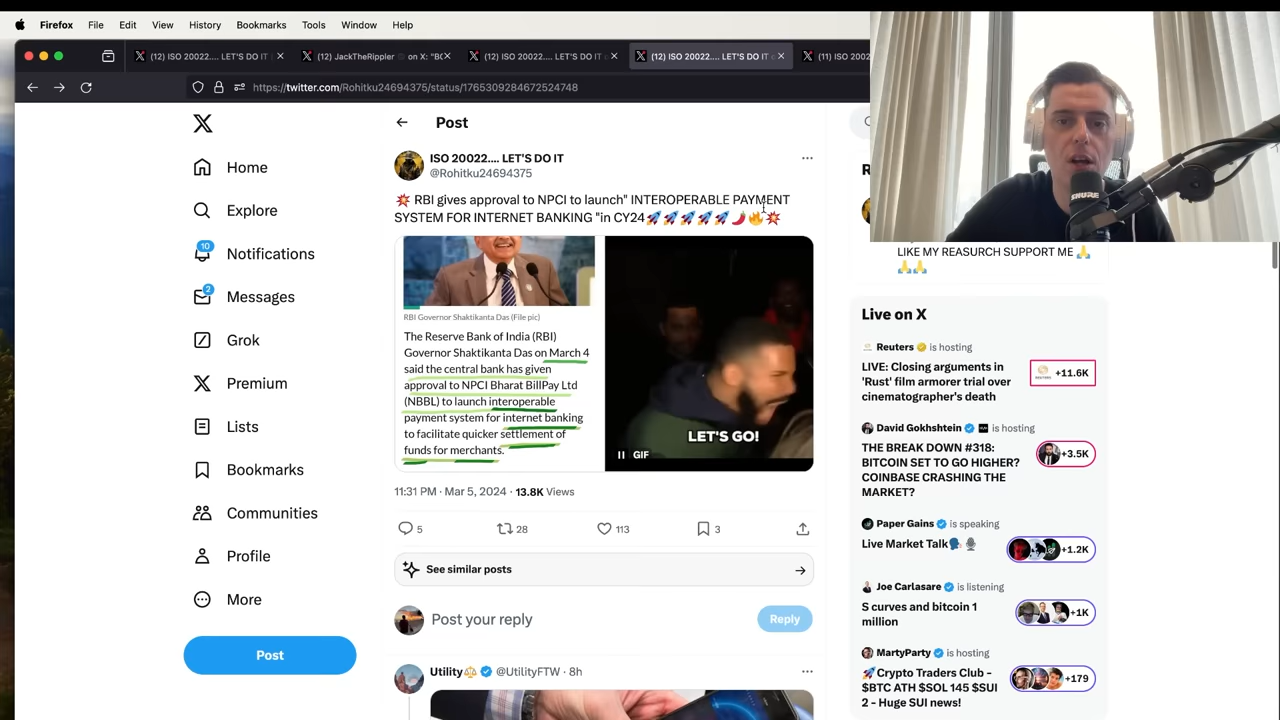 Firefox File Edit View History Bookmarks Tools Window Help
(12) ISO 20022.... LET'S DO IT
(12) JackTheRippler © on X: "BC
(12) ISO 20022.... LET'S DO IT
(12) ISO 20022.... LET'S DO IT
(11) ISO 2002
https://twitter.com/Rohitku24694375/status/1765309284672524748
Home
Explore
10
Notifications
2
Messages
Grok
Premium
Lists
Bookmarks
Communities
Profile
More
Post
Post
ISO 20022.... LET'S DO IT
@Rohitku24694375
💥 RBI gives approval to NPCI to launch" INTEROPERABLE PAYMENT
SYSTEM FOR INTERNET BANKING "in CY24🚀🚀🚀🚀🚀🌶️🔥💥
RBI Governor Shaktikanta Das (File pic)
The Reserve Bank of India (RBI)
Governor Shaktikanta Das on March 4
said the central bank has given
approval to NPCI Bharat BillPay Ltd
(NBBL) to launch interoperable
payment system for internet banking
to facilitate quicker settlement of
funds for merchants.
LET'S GO!
GIF
11:31 PM · Mar 5, 2024 · 13.8K Views
5 28 113 3
See similar posts
Post your reply
Reply
Utility⚖️ @UtilityFTW · 8h
SHURE
LIKE MY REASURCH SUPPORT ME 🙏
🙏🙏
Live on X
Reuters is hosting
LIVE: Closing arguments in
'Rust' film armorer trial over
cinematographer's death
+11.6K
David Gokhshtein is hosting
THE BREAK DOWN #318:
BITCOIN SET TO GO HIGHER?
COINBASE CRASHING THE
MARKET?
+3.5K
Paper Gains is speaking
Live Market Talk🗣️🎙️
+1.2K
Joe Carlasare is listening
S curves and bitcoin 1
million
+1K
MartyParty is hosting
🚀Crypto Traders Club -
$BTC ATH $SOL 145 $SUI
2 - Huge SUI news!
+179